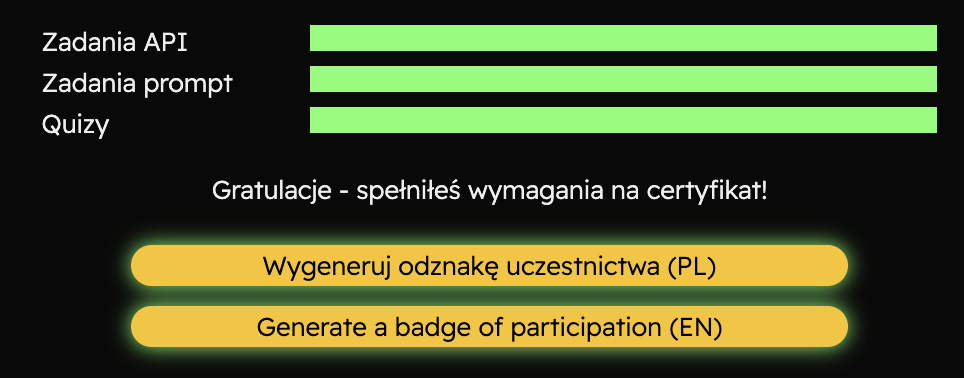 Zadania API
Zadania prompt
Quizy
Gratulacje - spełniłeś wymagania na certyfikat!
Wygeneruj odznakę uczestnictwa (PL)
Generate a badge of participation (EN)